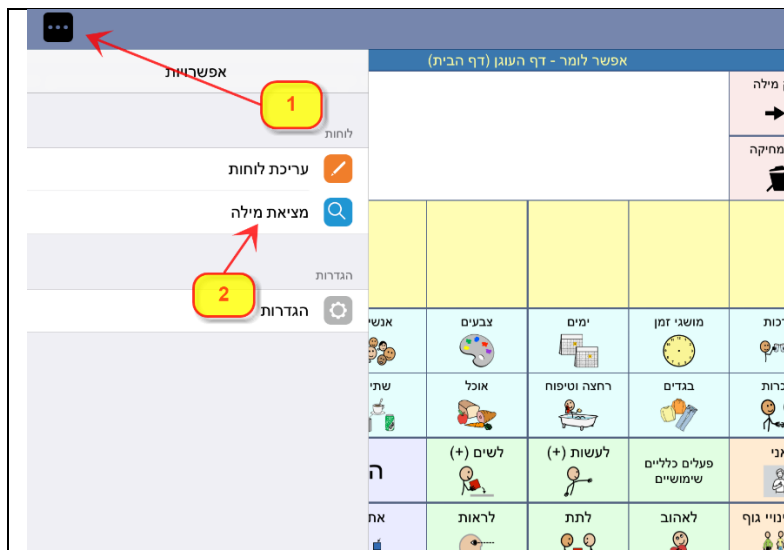 אפשרויות
1
לוחות
עריכת לוחות
מציאת מילה
הגדרות
2
הגדרות
אפשר לומר - דף העוגן (דף הבית)
מילה
מחיקה
מושגי זמן
ימים
צבעים
בגדים
רחצה וטיפוח
אוכל
אני
פעלים כלליים
שימושיים
לעשות (+)
לשים (+)
גוף
לאהוב
לתת
לראות